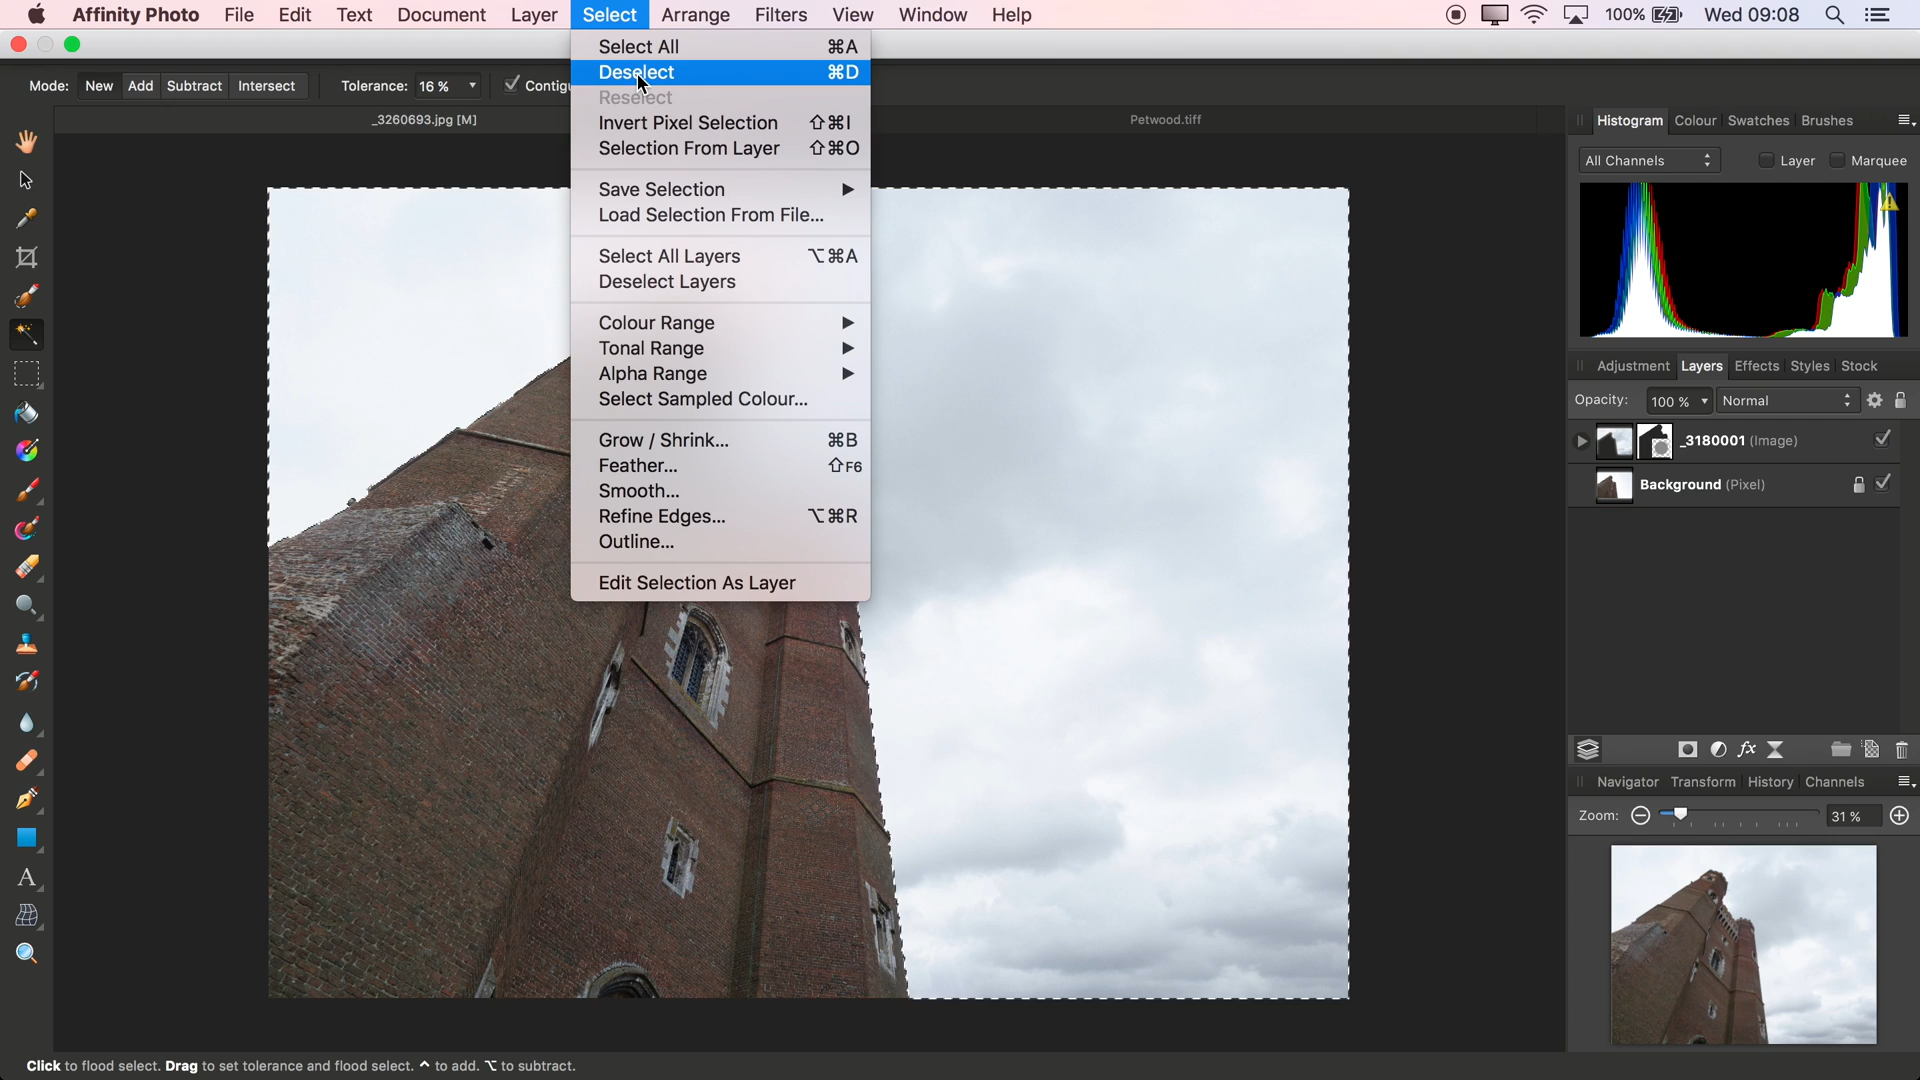 Affinity Photo File Edit Text Document Layer Select Arrange Filters View Window Help 100% Wed 09:08
Mode: New Add Subtract Intersect Tolerance: 16 % Contigu
_3260693.jpg [M] Petwood.tiff
Select All ⌘A
Deselect ⌘D
Reselect
Invert Pixel Selection ⇧⌘I
Selection From Layer ⇧⌘O
Save Selection ▶
Load Selection From File...
Select All Layers ⌥⌘A
Deselect Layers
Colour Range ▶
Tonal Range ▶
Alpha Range ▶
Select Sampled Colour...
Grow / Shrink... ⌘B
Feather... ⇧F6
Smooth...
Refine Edges... ⌥⌘R
Outline...
Edit Selection As Layer
Histogram Colour Swatches Brushes
All Channels Layer Marquee
Adjustment Layers Effects Styles Stock
Opacity: 100 % Normal
_3180001 (Image)
Background (Pixel)
fx
Navigator Transform History Channels
Zoom: 31 %
A
Click to flood select. Drag to set tolerance and flood select. ^ to add. ⌥ to subtract.